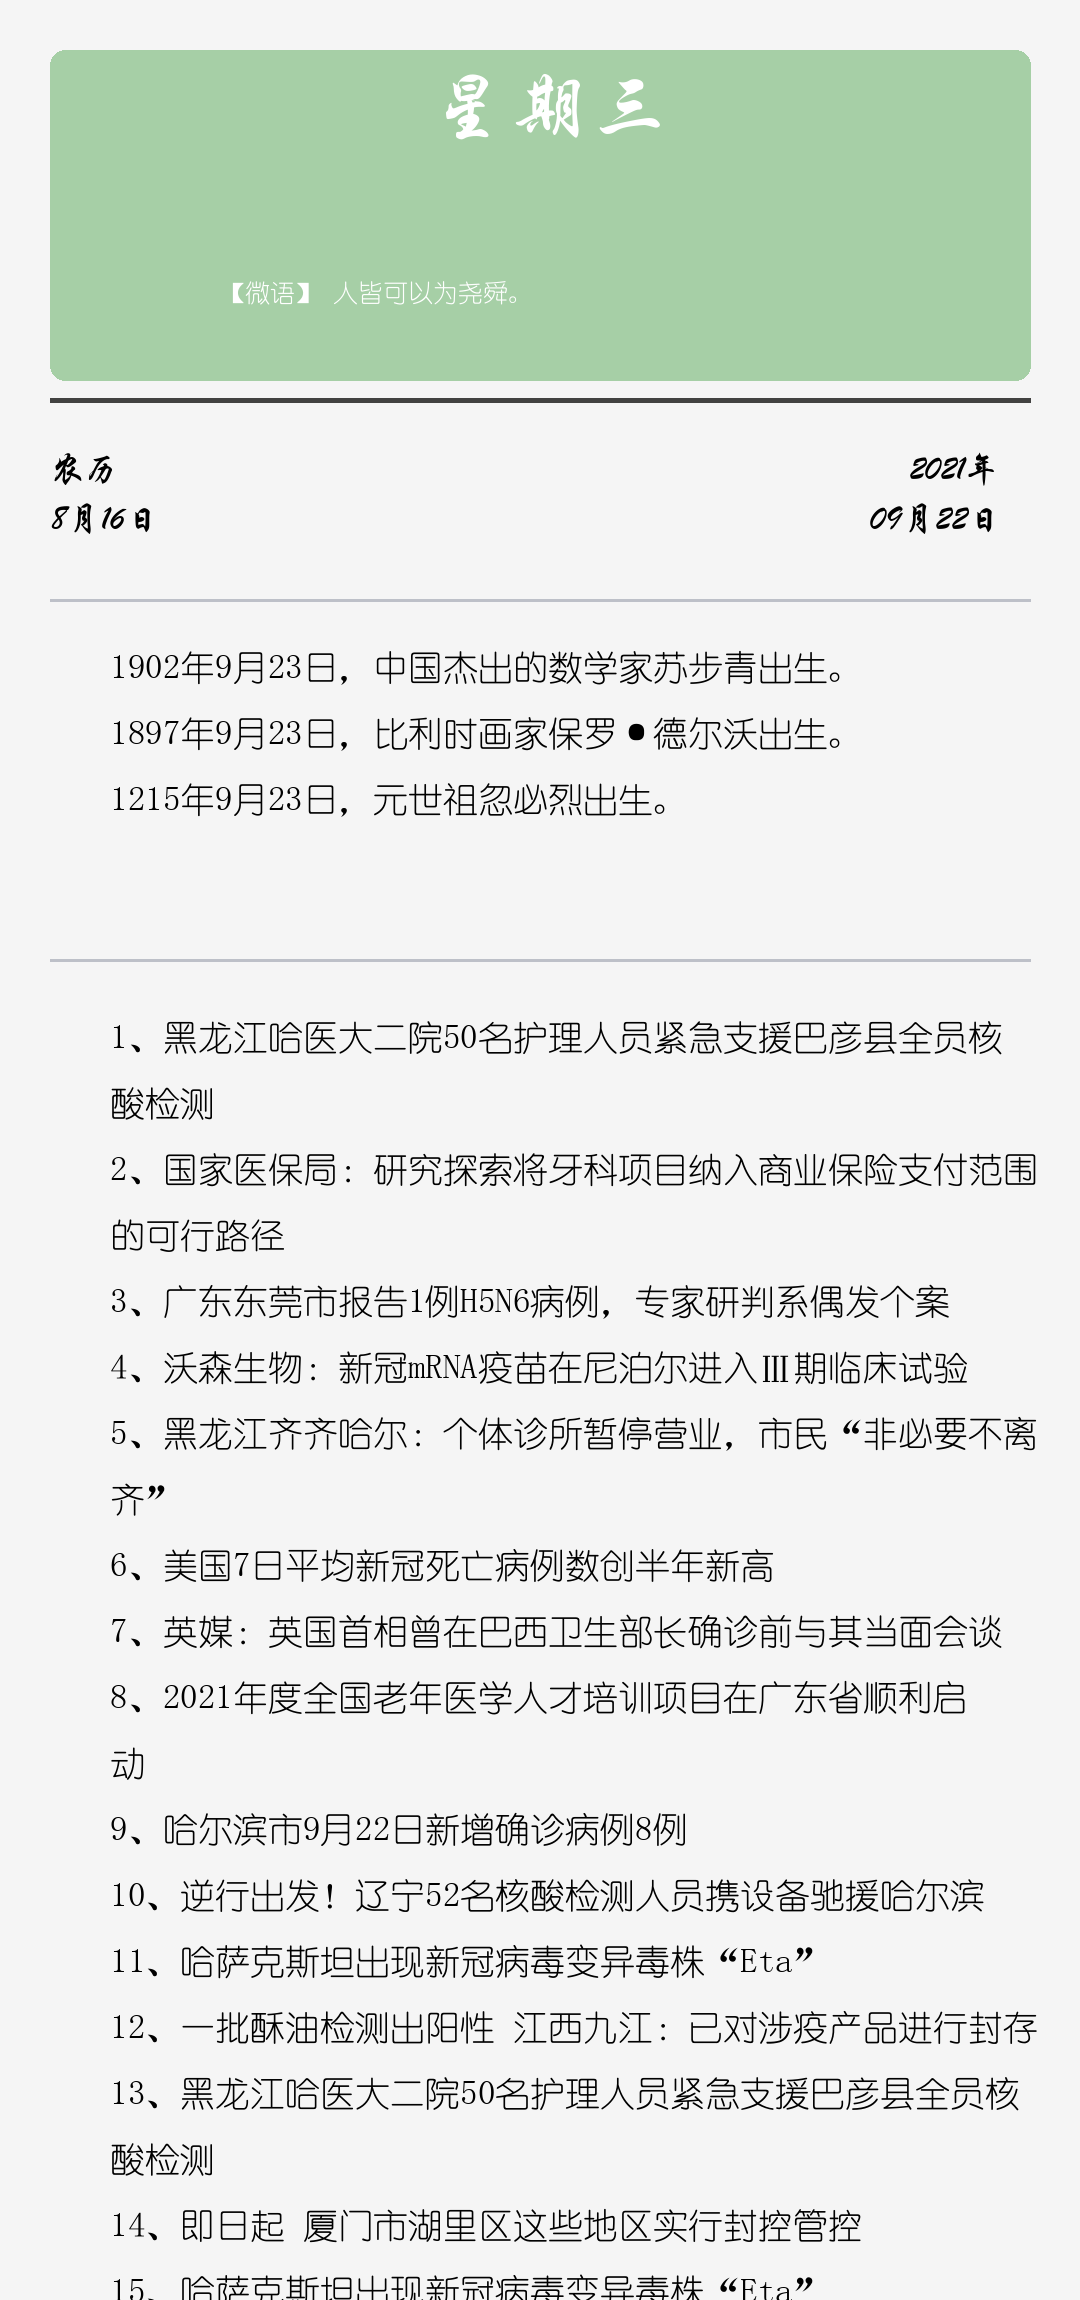 星期三
【微语】 人皆可以为尧舜。
农历
2021年
8月16日
09月22日
1902年9月23日，中国杰出的数学家苏步青出生。
1897年9月23日，比利时画家保罗•德尔沃出生。
1215年9月23日，元世祖忽必烈出生。
1、黑龙江哈医大二院50名护理人员紧急支援巴彦县全员核
酸检测
2、国家医保局：研究探索将牙科项目纳入商业保险支付范围
的可行路径
3、广东东莞市报告1例H5N6病例，专家研判系偶发个案
4、沃森生物：新冠mRNA疫苗在尼泊尔进入Ⅲ期临床试验
5、黑龙江齐齐哈尔：个体诊所暂停营业，市民“非必要不离
齐”
6、美国7日平均新冠死亡病例数创半年新高
7、英媒：英国首相曾在巴西卫生部长确诊前与其当面会谈
8、2021年度全国老年医学人才培训项目在广东省顺利启
动
9、哈尔滨市9月22日新增确诊病例8例
10、逆行出发！辽宁52名核酸检测人员携设备驰援哈尔滨
11、哈萨克斯坦出现新冠病毒变异毒株“Eta”
12、一批酥油检测出阳性 江西九江：已对涉疫产品进行封存
13、黑龙江哈医大二院50名护理人员紧急支援巴彦县全员核
酸检测
14、即日起 厦门市湖里区这些地区实行封控管控
15、哈萨克斯坦出现新冠病毒变异毒株“Eta”